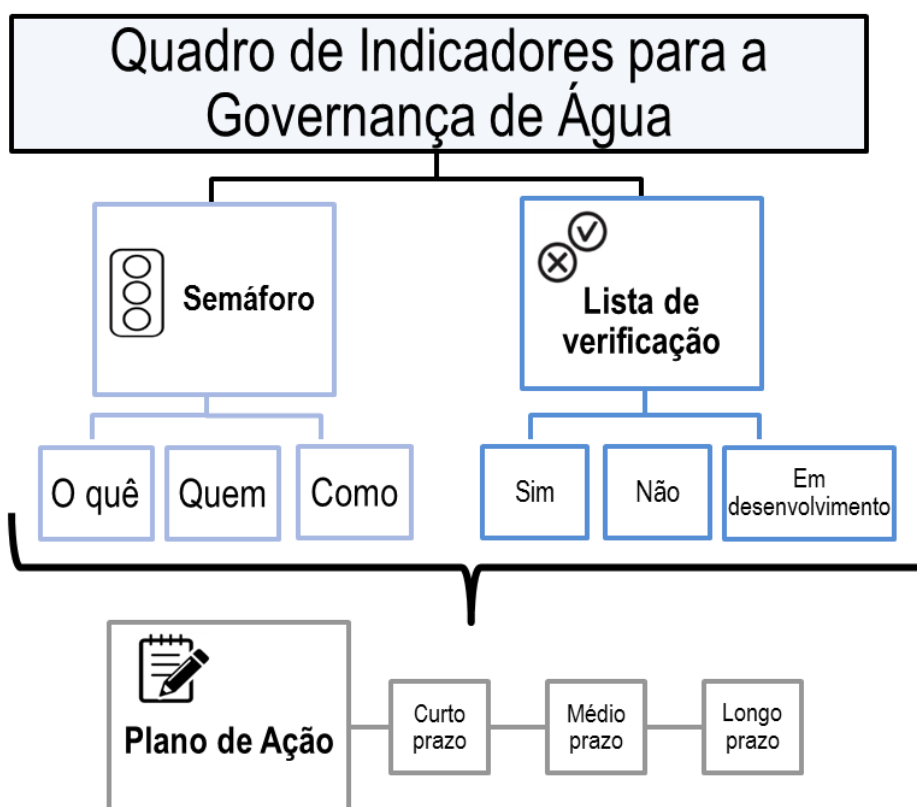 Quadro de Indicadores para a
Governança de Água
Semáforo
Lista de
verificação
O quê
Quem
Como
Sim
Não
Em
desenvolvimento
Plano de Ação
Curto
prazo
Médio
prazo
Longo
prazo